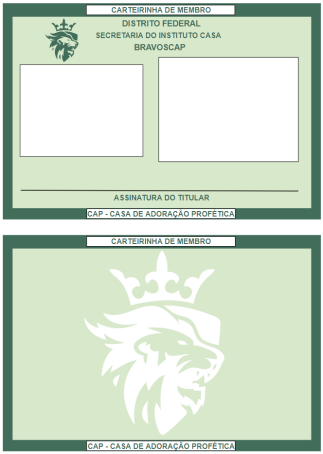 CARTEIRINHA DE MEMBRO
DISTRITO FEDERAL
SECRETARIA DO INSTITUTO CASA
BRAVOSCAP
ASSINATURA DO TITULAR
CAP - CASA DE ADORAÇÃO PROFÉTICA
CARTEIRINHA DE MEMBRO
CAP - CASA DE ADORAÇÃO PROFÉTICA